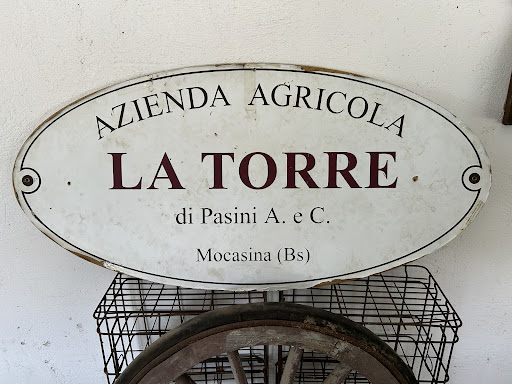 AZIENDA AGRICOLA
LA TORRE
di Pasini A. e C.
Mocasina (Bs)